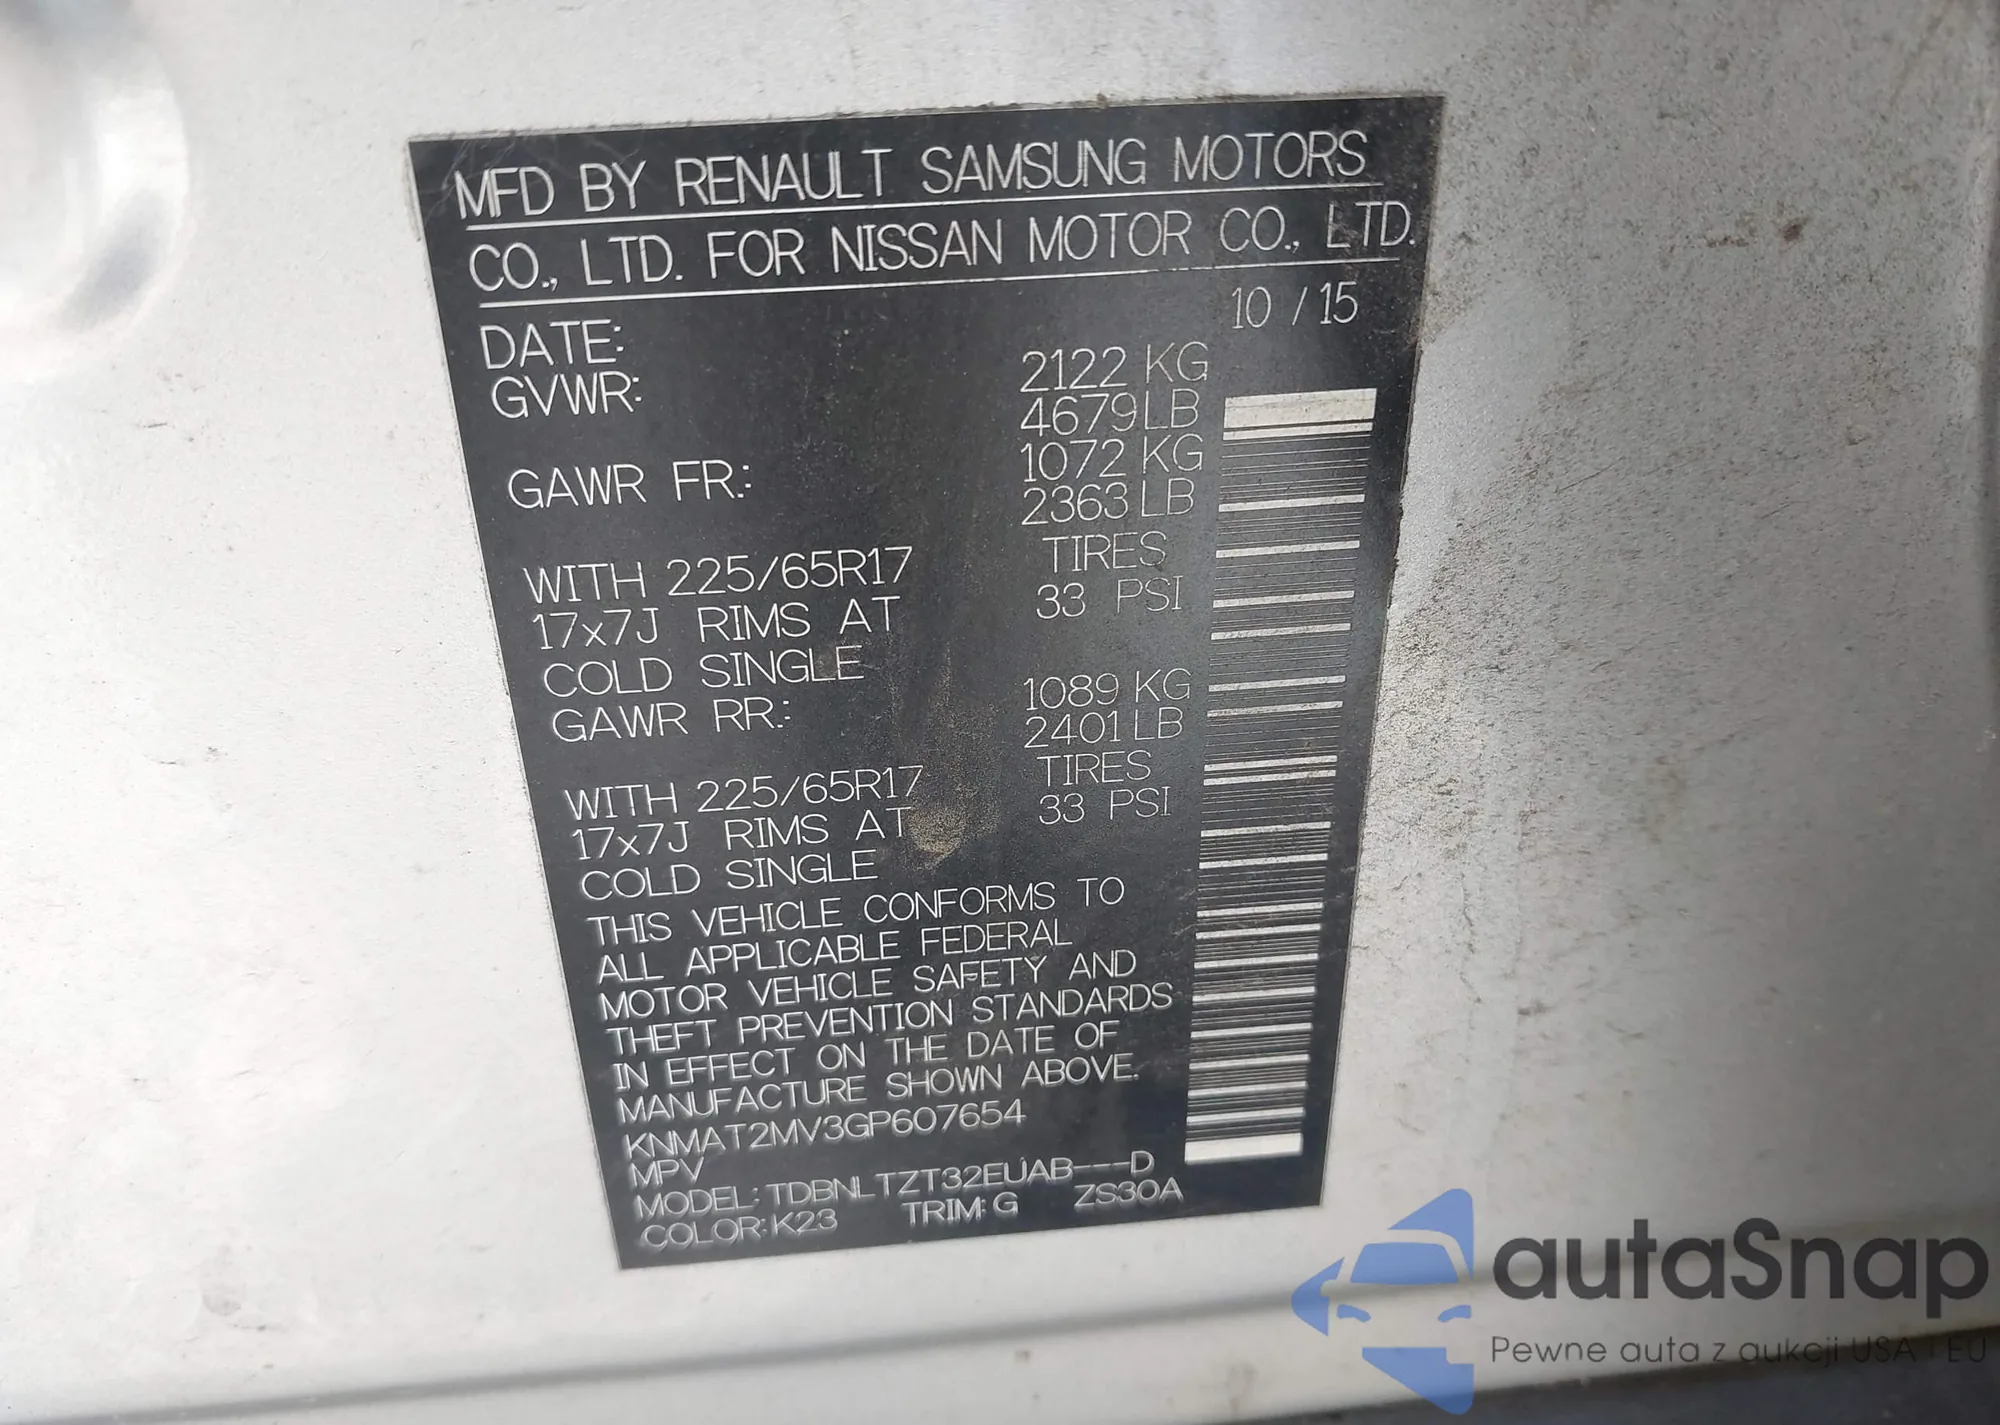 MFD BY RENAULT SAMSUNG MOTORS
CO., LTD. FOR NISSAN MOTOR CO., LTD.
DATE: 10 / 15
GVWR: 2122 KG
4679 LB
GAWR FR.: 1072 KG
2363 LB
WITH 225/65R17 TIRES
17x7J RIMS AT 33 PSI
COLD SINGLE
GAWR RR.: 1089 KG
2401 LB
WITH 225/65R17 TIRES
17x7J RIMS AT 33 PSI
COLD SINGLE
THIS VEHICLE CONFORMS TO
ALL APPLICABLE FEDERAL
MOTOR VEHICLE SAFETY AND
THEFT PREVENTION STANDARDS
IN EFFECT ON THE DATE OF
MANUFACTURE SHOWN ABOVE.
KNMAT2MV3GP607654
MPV
MODEL: TDBNLTZT32EUAB---D
COLOR: K23 TRIM: G ZS30A
autaSnap
Pewne auta z aukcji USA i EU